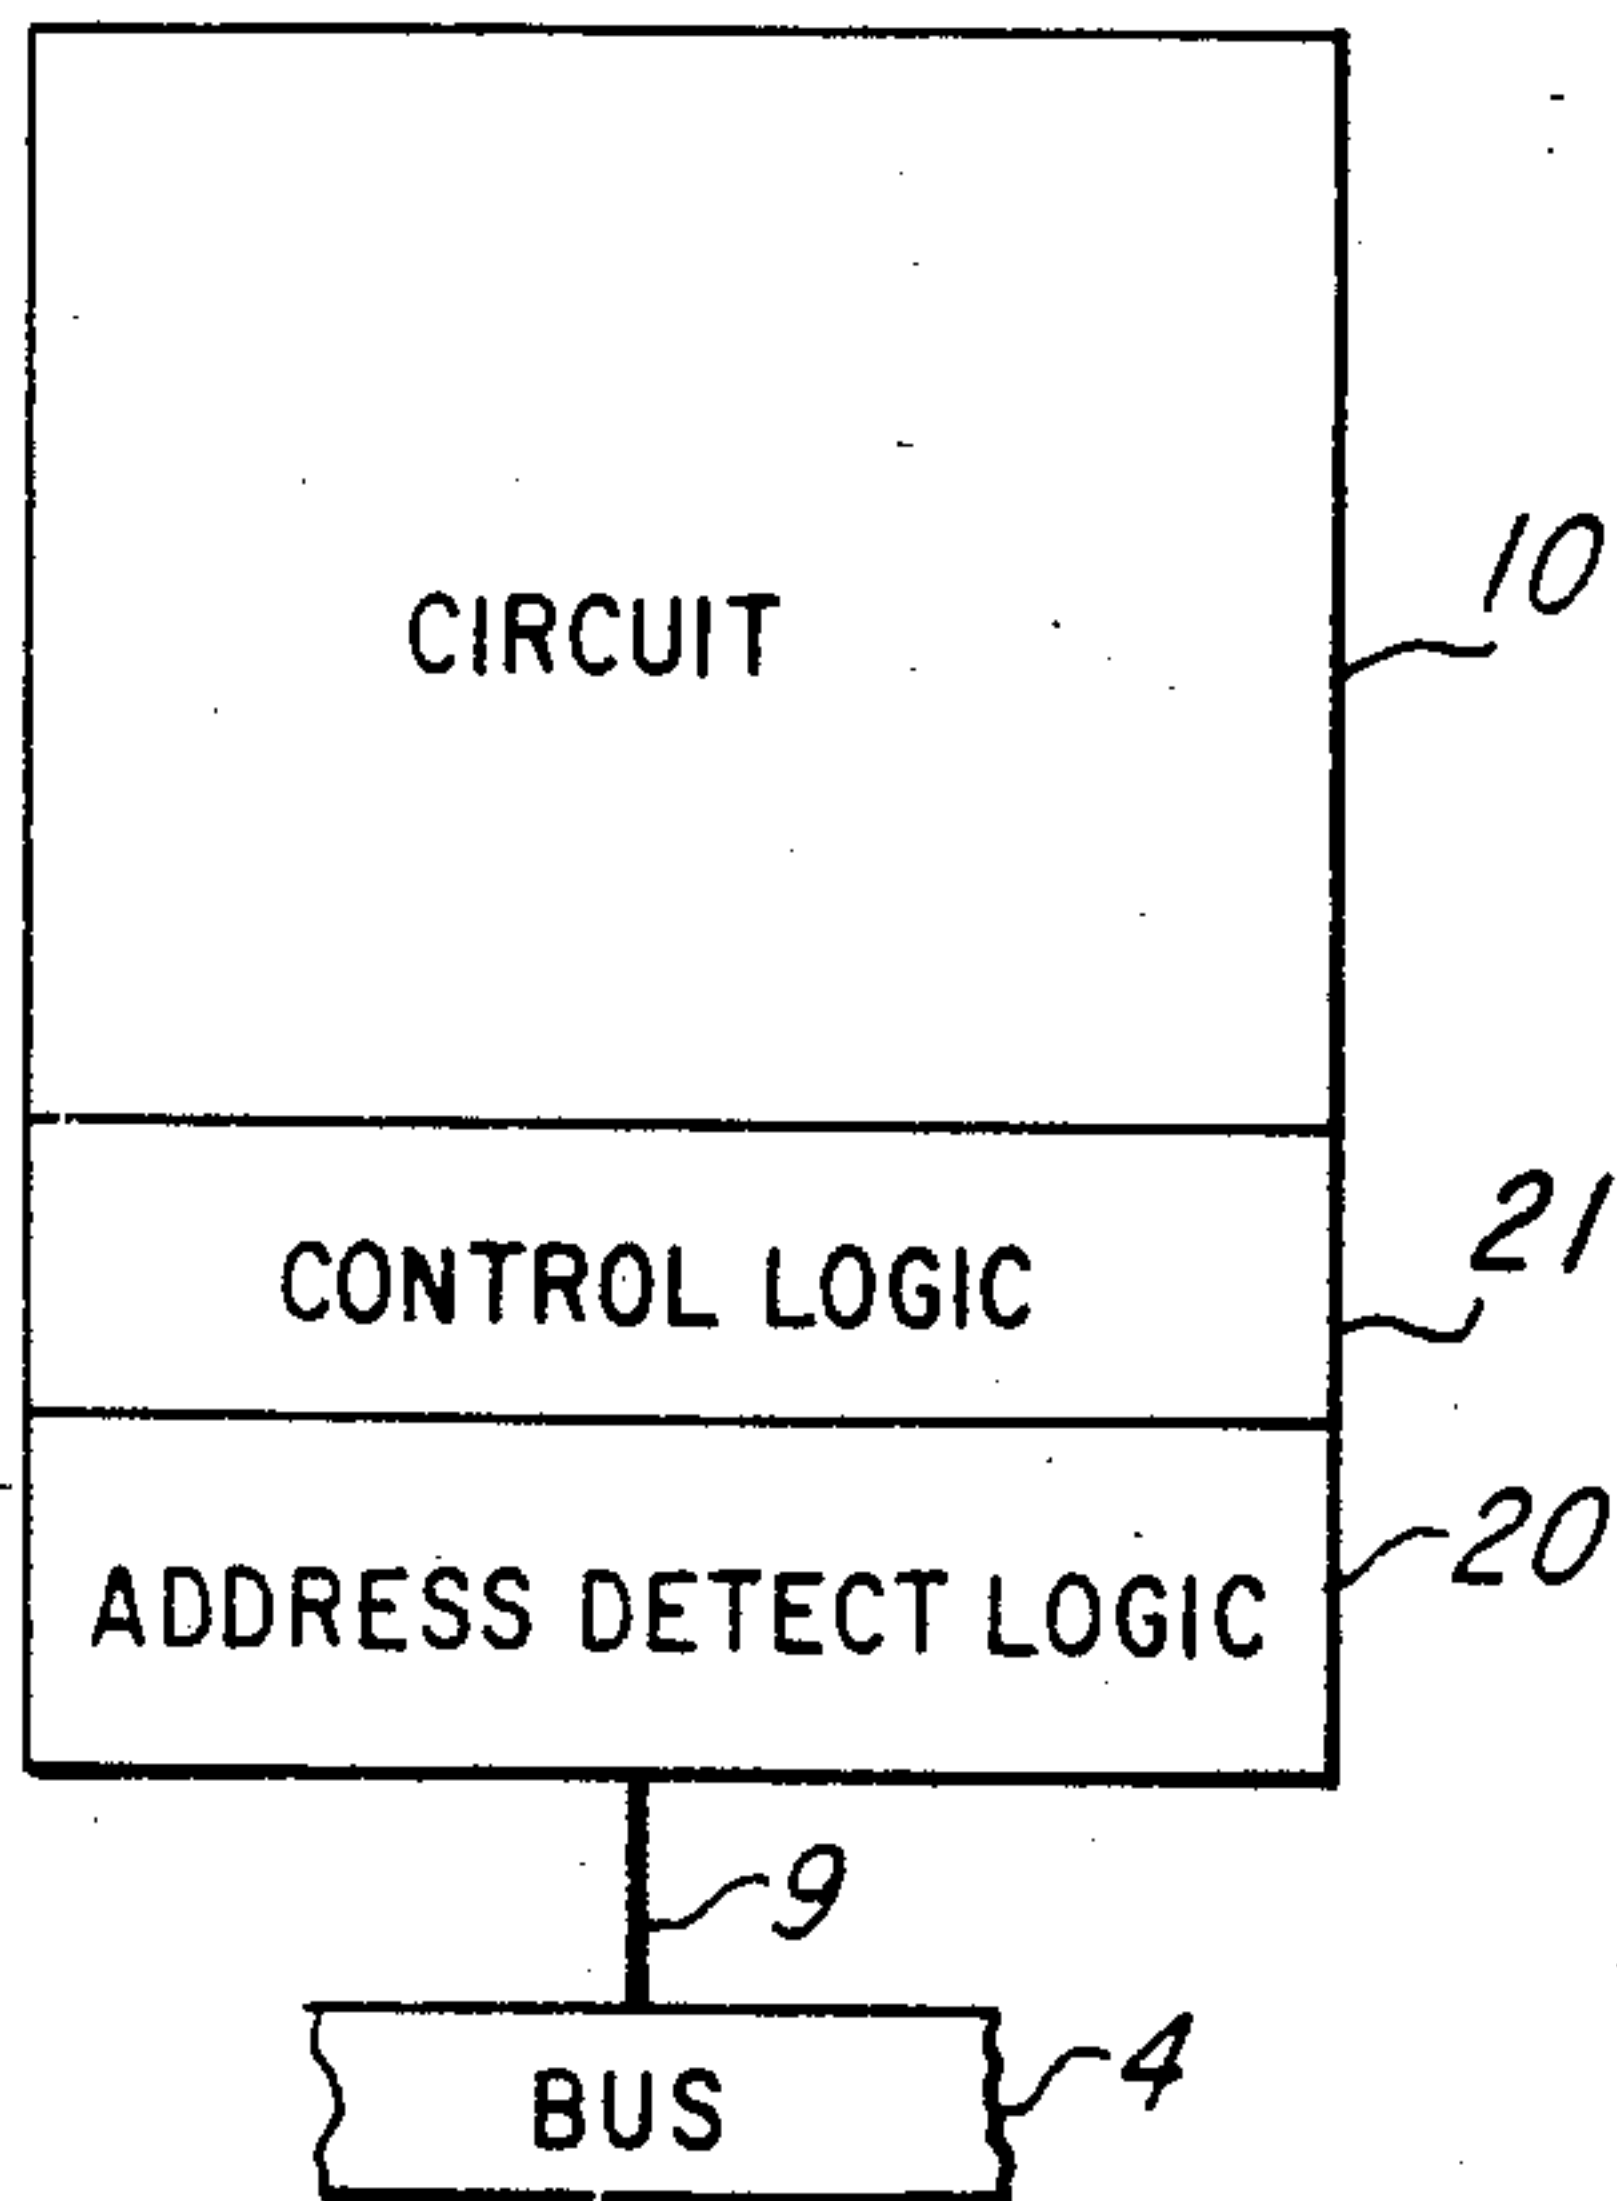 10
CIRCUIT
21
CONTROL LOGIC
20
ADDRESS DETECT LOGIC
9
4
BUS